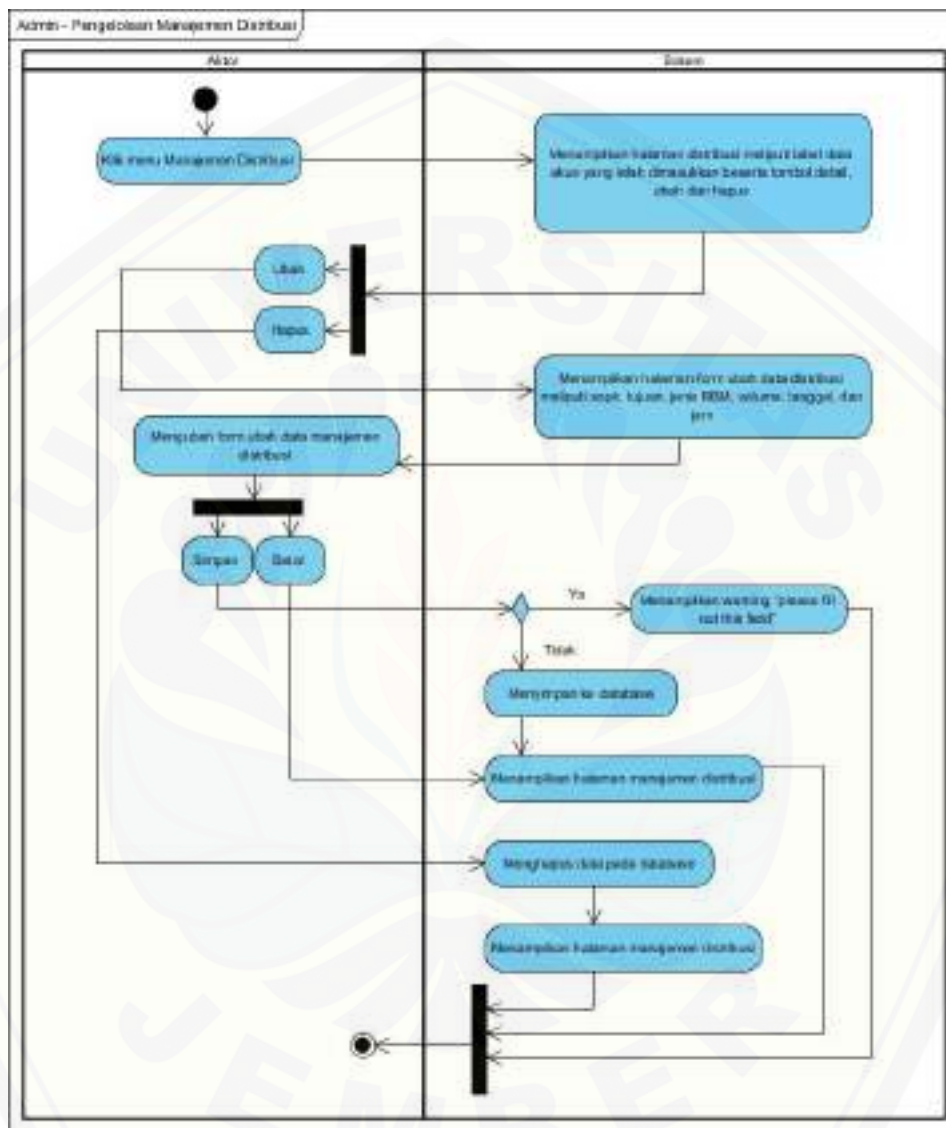 Admin – Pengelolaan Manajemen Distribusi
Aktor
Sistem
Klik menu Manajemen Distribusi
Menampilkan halaman distribusi meliputi tabel data
akun yang telah dimasukkan beserta tombol detail,
ubah dan hapus
Ubah
Hapus
Menampilkan halaman form ubah data distribusi
meliputi sopir, tujuan, jenis BBM, volume, tanggal, dan
jam
Mengubah form ubah data manajemen
distribusi
Simpan
Batal
Ya
Menampilkan warning "please fill
out this field"
Tidak
Menyimpan ke database
Menampilkan halaman manajemen distribusi
Menghapus data pada database
Menampilkan halaman manajemen distribusi
UNIVERSITAS
JEMBER